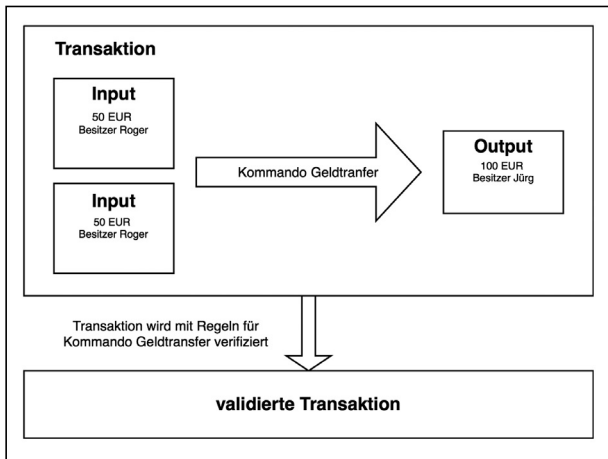 Transaktion
Input
50 EUR
Besitzer Roger
Kommando Geldtranfer
Output
100 EUR
Besitzer Jürg
Input
50 EUR
Besitzer Roger
Transaktion wird mit Regeln für
Kommando Geldtransfer verifiziert
validierte Transaktion